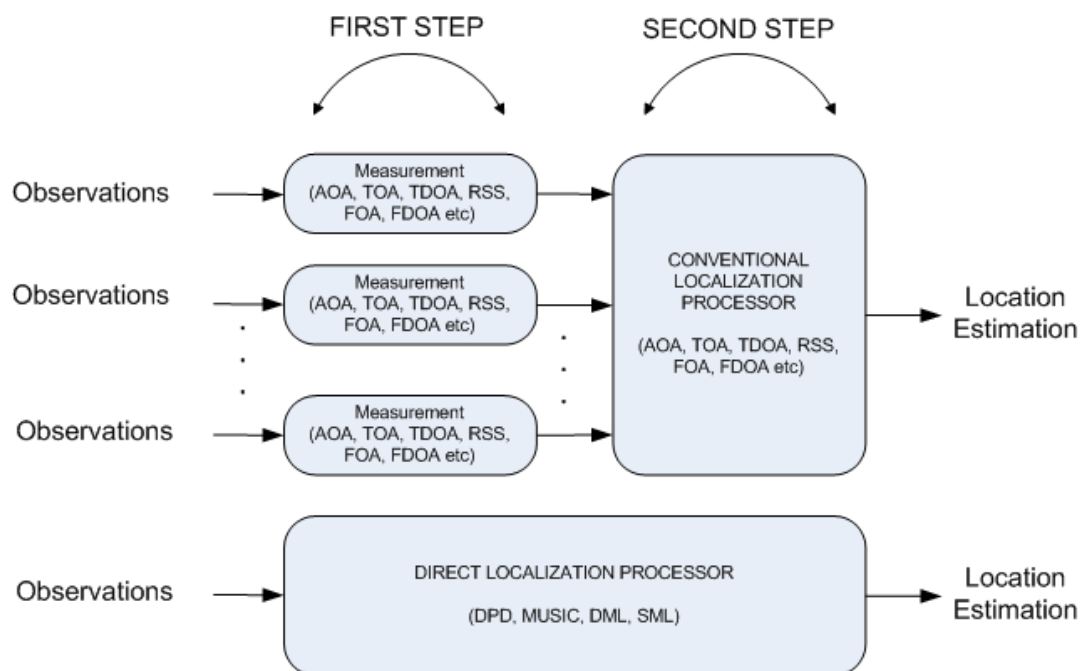 FIRST STEP
SECOND STEP
Observations
Measurement
(AOA, TOA, TDOA, RSS,
FOA, FDOA etc)
Observations
Measurement
(AOA, TOA, TDOA, RSS,
FOA, FDOA etc)
Observations
Measurement
(AOA, TOA, TDOA, RSS,
FOA, FDOA etc)
CONVENTIONAL
LOCALIZATION
PROCESSOR
(AOA, TOA, TDOA, RSS,
FOA, FDOA etc)
Location
Estimation
Observations
DIRECT LOCALIZATION PROCESSOR
(DPD, MUSIC, DML, SML)
Location
Estimation